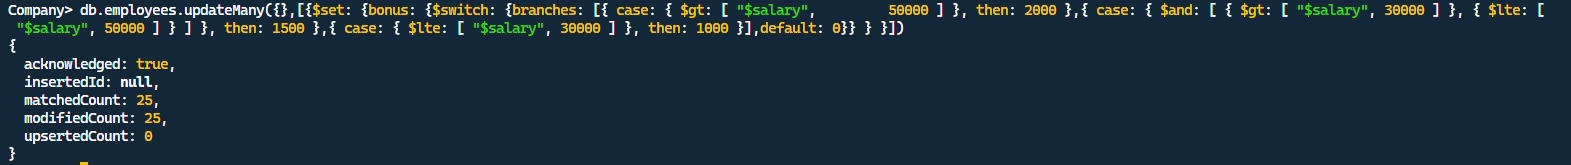 Company> db.employees.updateMany({},[{$set: {bonus: {$switch: {branches: [{ case: { $gt: [ "$salary",         50000 ] }, then: 2000 },{ case: { $and: [ { $gt: [ "$salary", 30000 ] }, { $lte: [
 "$salary", 50000 ] } ] }, then: 1500 },{ case: { $lte: [ "$salary", 30000 ] }, then: 1000 }],default: 0}} } }])
{
  acknowledged: true,
  insertedId: null,
  matchedCount: 25,
  modifiedCount: 25,
  upsertedCount: 0
}